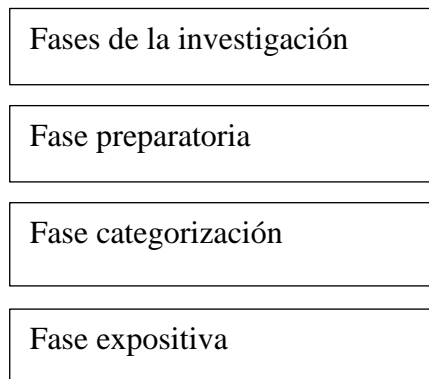 Fases de la investigación
Fase preparatoria
Fase categorización
Fase expositiva